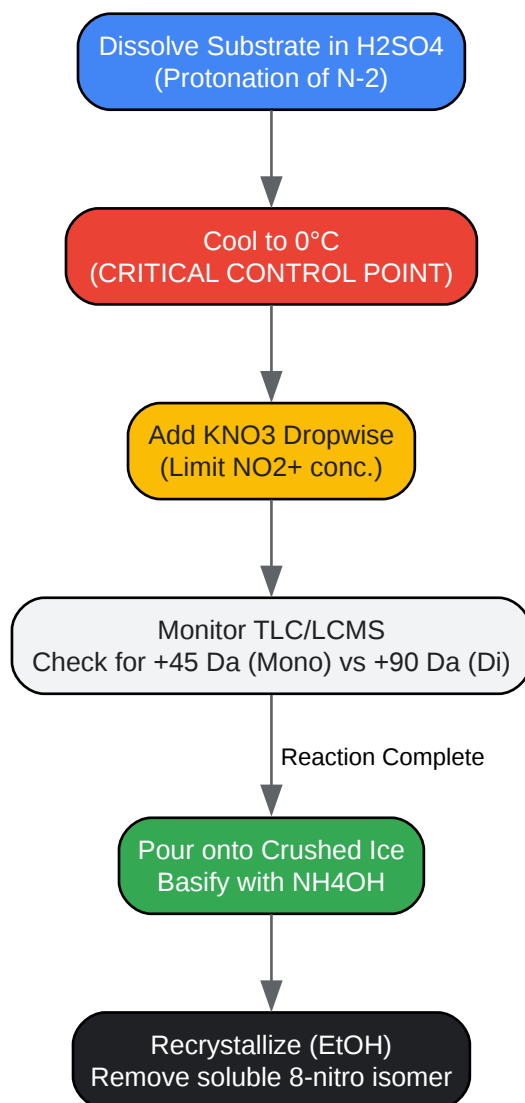 Dissolve Substrate in H2SO4
(Protonation of N-2)
Cool to 0°C
(CRITICAL CONTROL POINT)
Add KNO3 Dropwise
(Limit NO2+ conc.)
Monitor TLC/LCMS
Check for +45 Da (Mono) vs +90 Da (Di)
Reaction Complete
Pour onto Crushed Ice
Basify with NH4OH
Recrystallize (EtOH)
Remove soluble 8-nitro isomer